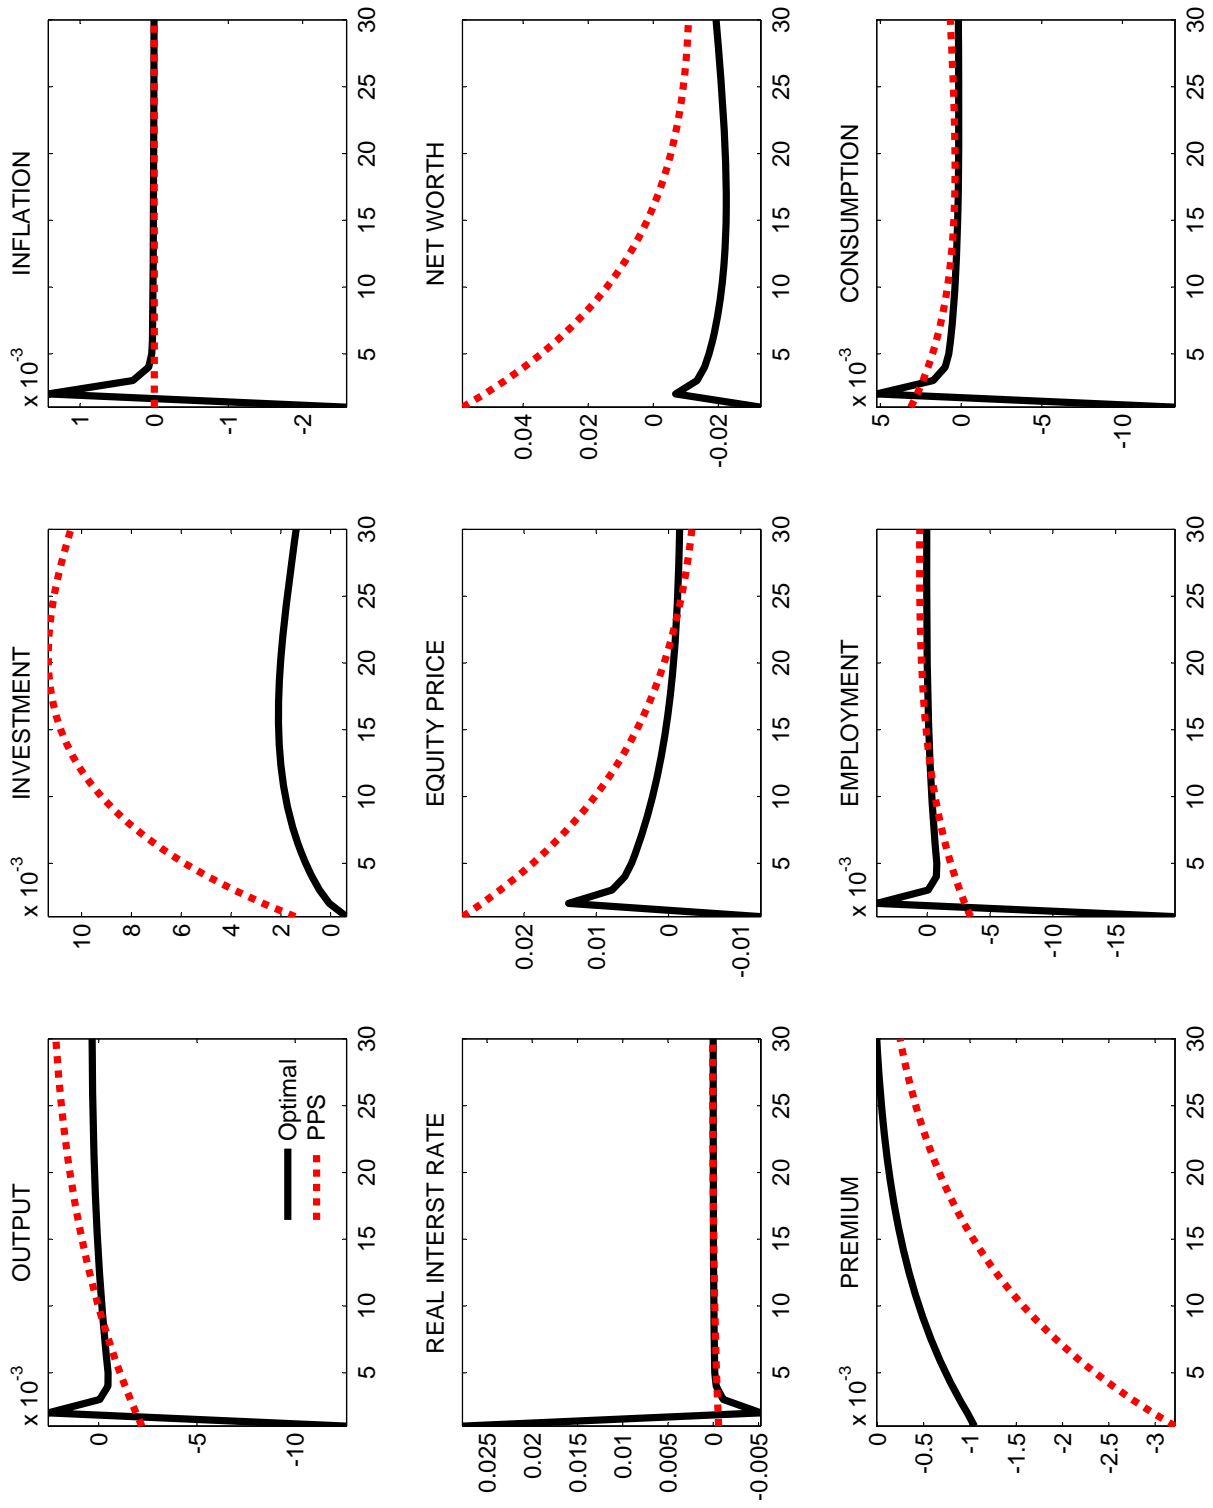 x 10⁻³
OUTPUT
0
-5
-10
5 10 15 20 25 30
Optimal
PPS
x 10⁻³
INVESTMENT
10
8
6
4
2
0
5 10 15 20 25 30
x 10⁻³
INFLATION
1
0
-1
-2
5 10 15 20 25 30
REAL INTERST RATE
0.025
0.02
0.015
0.01
0.005
0
-0.005
5 10 15 20 25 30
EQUITY PRICE
0.02
0.01
0
-0.01
5 10 15 20 25 30
NET WORTH
0.04
0.02
0
-0.02
5 10 15 20 25 30
x 10⁻³
PREMIUM
0
-0.5
-1
-1.5
-2
-2.5
-3
5 10 15 20 25 30
x 10⁻³
EMPLOYMENT
0
-5
-10
-15
5 10 15 20 25 30
x 10⁻³
CONSUMPTION
5
0
-5
-10
5 10 15 20 25 30